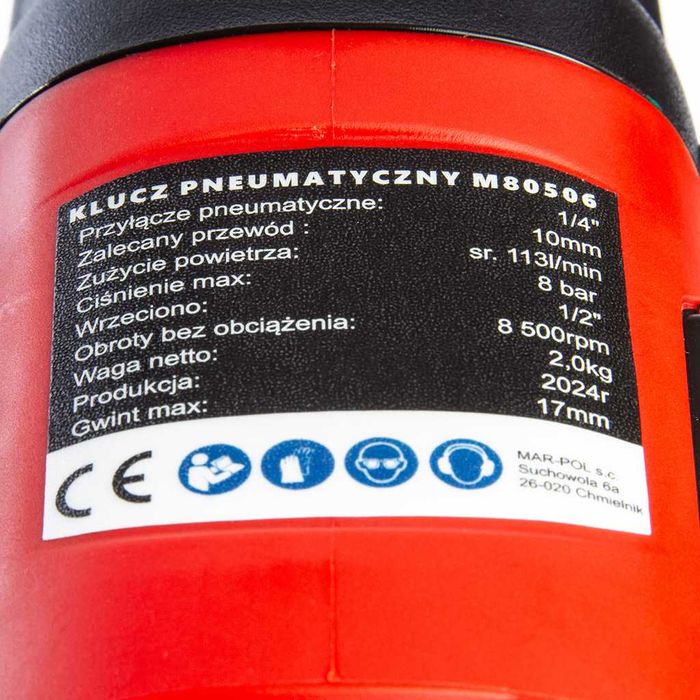 KLUCZ PNEUMATYCZNY M80506
Przyłącze pneumatyczne: 1/4"
Zalecany przewód : 10mm
Zużycie powietrza: sr. 113l/min
Ciśnienie max: 8 bar
Wrzeciono: 1/2"
Obroty bez obciążenia: 8 500rpm
Waga netto: 2,0kg
Produkcja: 2024r
Gwint max: 17mm
CE
MAR-POL s.c.
Suchowola 6a
26-020 Chmielnik